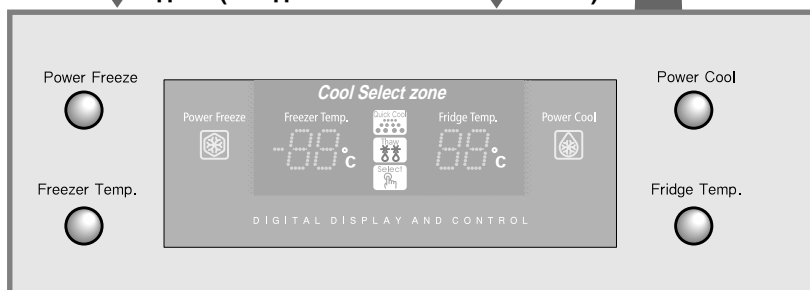 Power Freeze
Power Cool
Cool Select zone
Power Freeze
Freezer Temp.
Quick Cool
Fridge Temp.
Power Cool
-88°C
Thaw
88°C
Select
Freezer Temp.
Fridge Temp.
DIGITAL DISPLAY AND CONTROL